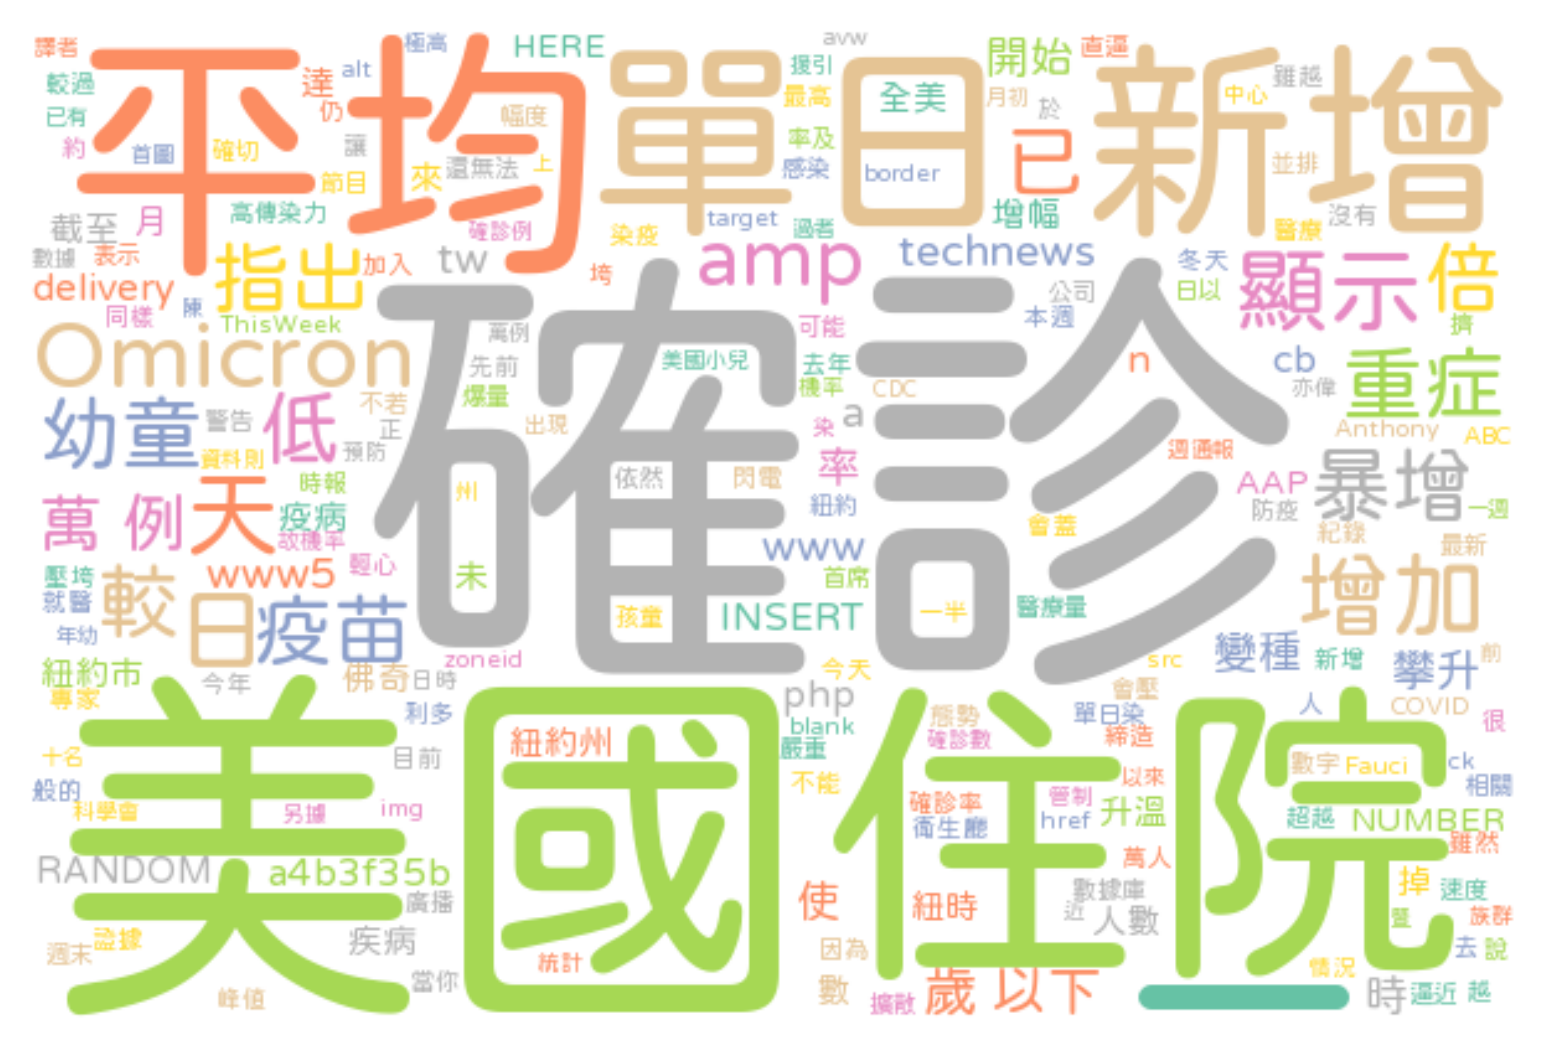 譯者 平均 極高 HERE 單日 avw 開始 直逼 新增
較過 達 alt 援引 全美 雖越
已有 仍 幅度 最高 月初 於 中心
約 首圖 確切 讓 率及 已
節目 來 還無法 上 感染 border 並排
截至 月 高傳染力 確診例 target 過者 增幅 沒有
數據 表示 指出 加入 tw 染疫 amp technews 醫療
delivery 陳 垮 公司 日以 冬天 顯示 倍
同樣 ThisWeek 萬例 可能 本週 擠
Omicron 先前 確診 美國小兒 去年 n cb 重症
幼童 警告 低 不若 爆量 機率 CDC 亦偉
資料則 正 預防 出現 染 a 週通報 Anthony ABC
萬 例 天 時報 州 依然 閃電 率 AAP 暴增
疫病 紐約 防疫 一週
故機率 會蓋 紀錄 最新
壓垮 較 www5 輕心 未 www 首席 增加
就醫 日 疫苗 孩童 INSERT 一半 醫療量
年幼 zoneid src 變種 新增 攀升 前
紐約市 今年 佛奇 日時 今天 會壓
專家 美國 利多 php 住院 單日染 人 COVID 很
十名 目前 紐約州 blank 態勢 確診數 締造
般的 嚴重 不能 以來 數字 Fauci ck 相關
科學會 另據 img 確診率 管制 升溫 超越 NUMBER
衛生廳 href 雖然
RANDOM a4b3f35b 萬人
廣播 使 紐時 數據庫 近 人數 掉 速度
週末 證據 疾病 暨 族群
統計 因為 去 說
峰值 當你 數 擴散 歲 以下 情況 時 逼近 越